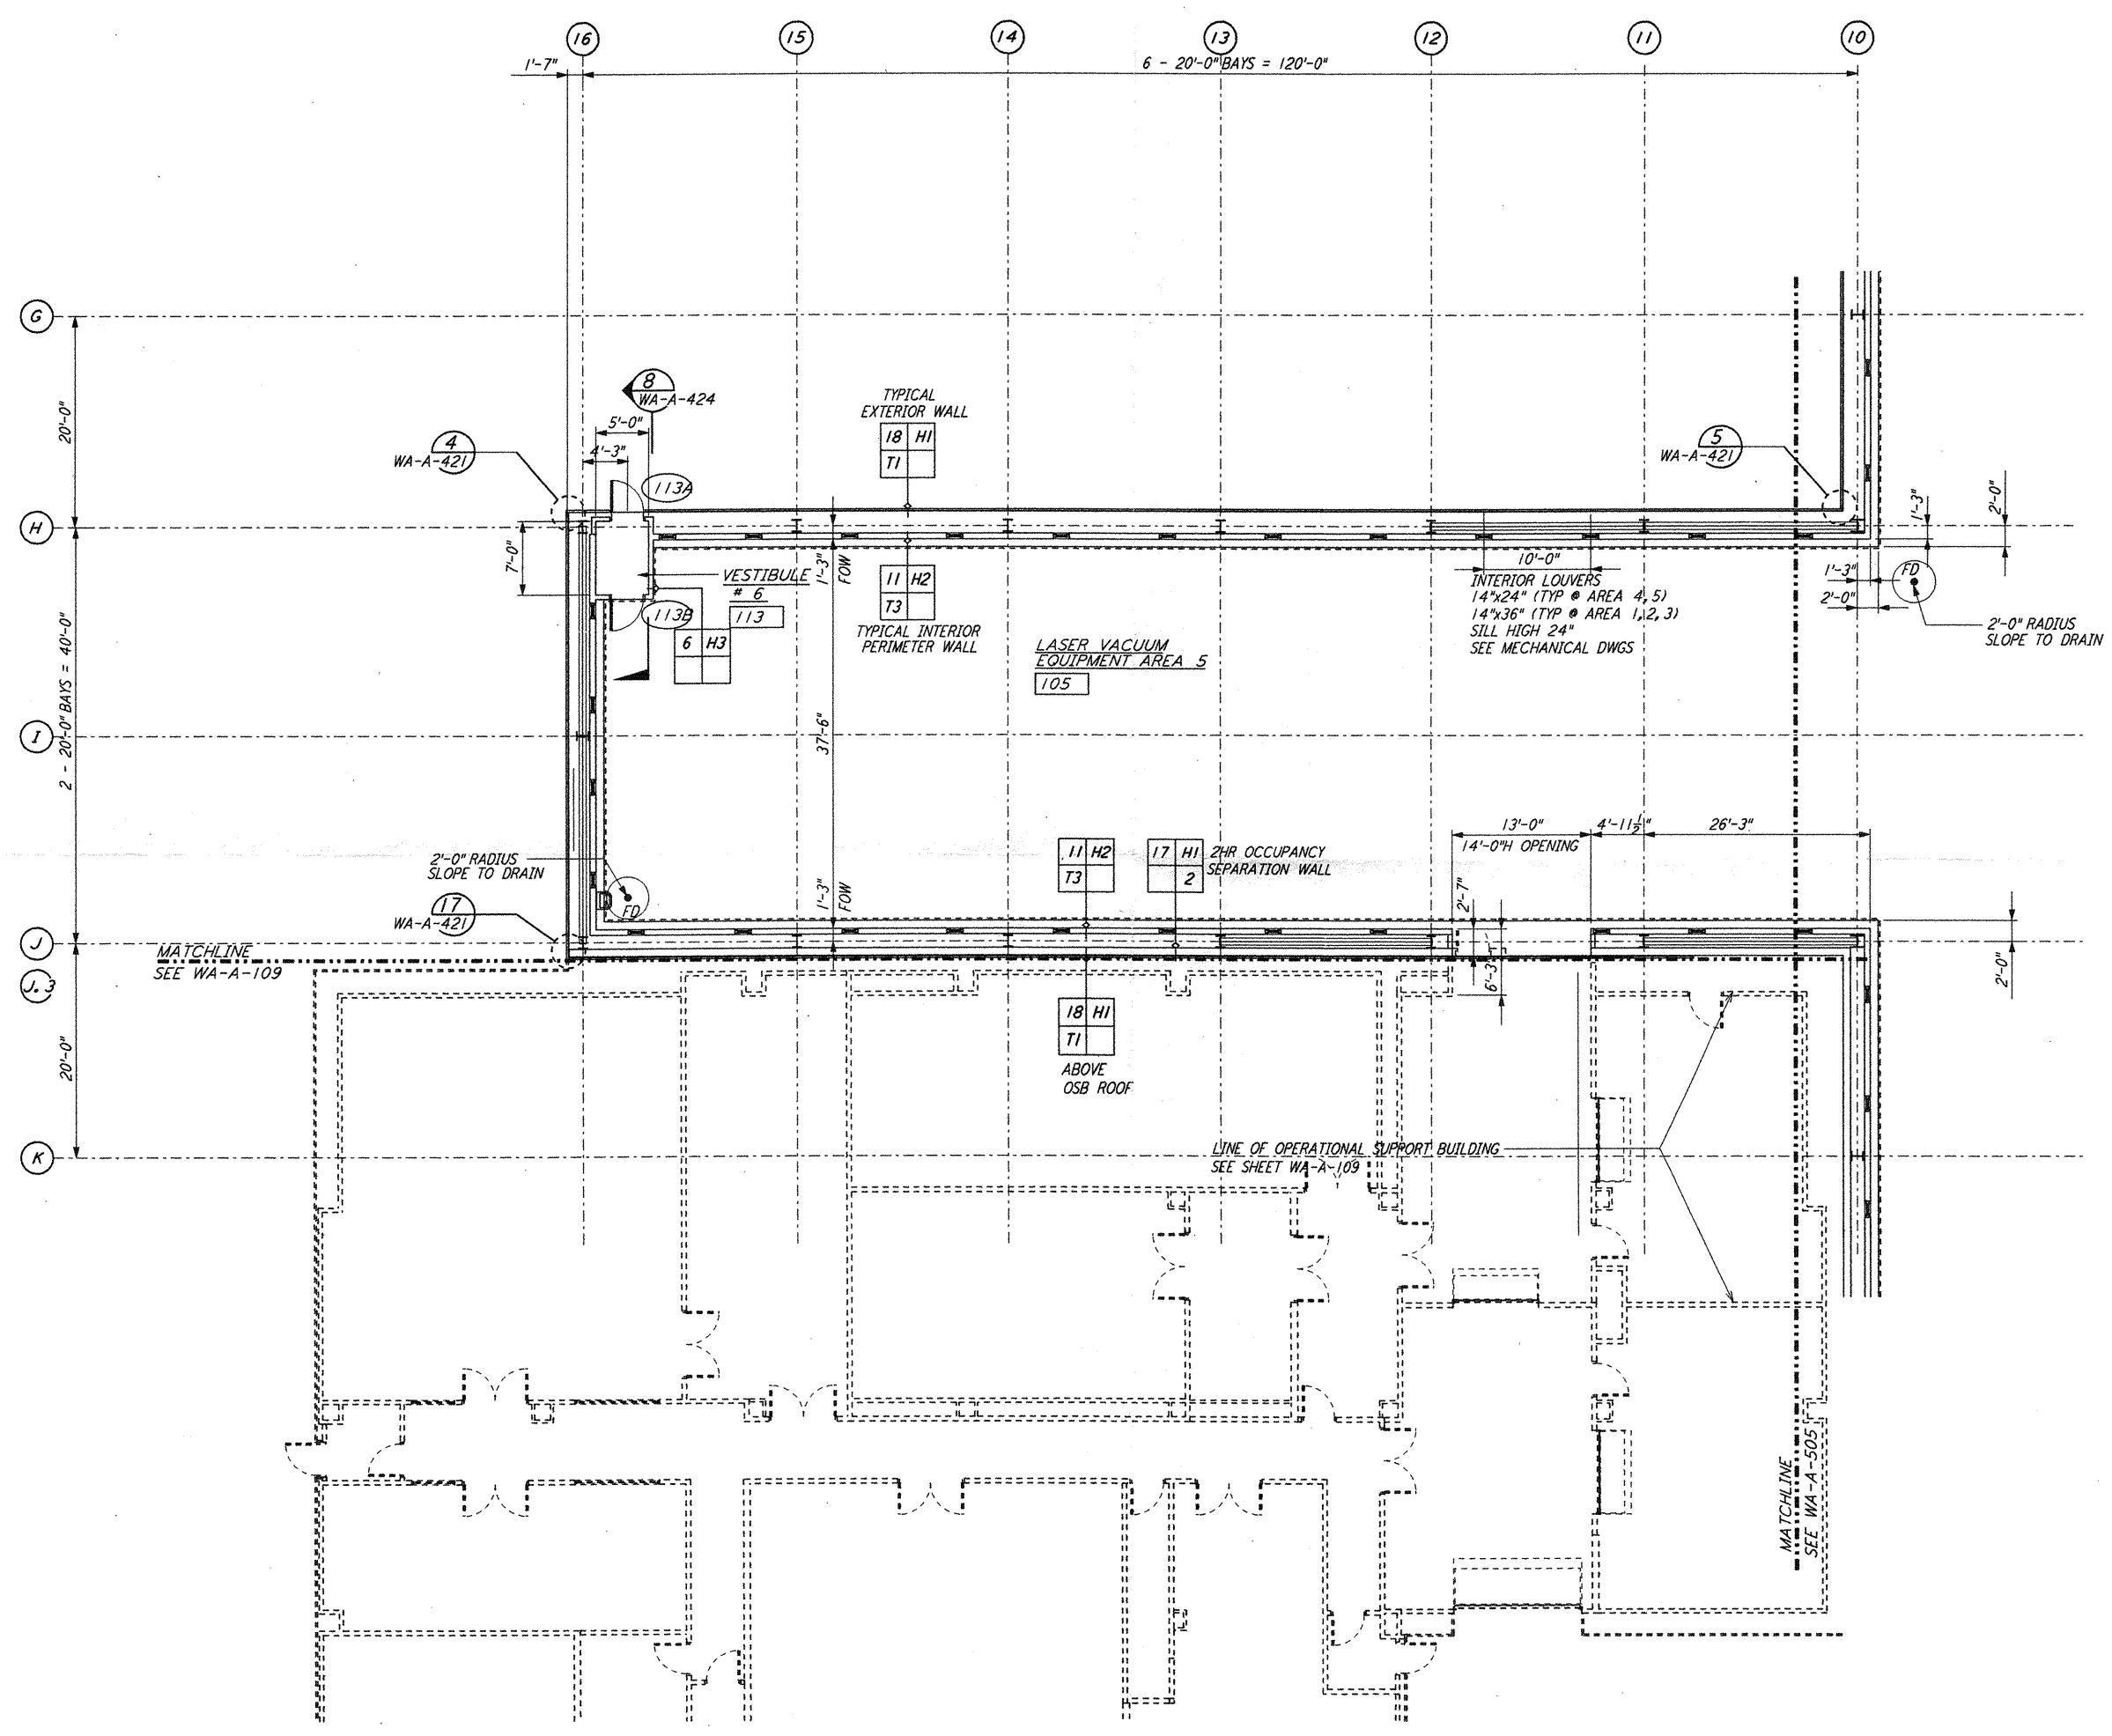 16
15
14
13
12
11
10
1'-7"
6 - 20'-0" BAYS = 120'-0"
G
20'-0"
8
WA-A-424
TYPICAL
EXTERIOR WALL
18 H1
T1
5'-0"
4'-3"
4
WA-A-421
5
WA-A-421
113A
H
1'-3"
2'-0"
7'-0"
VESTIBULE
# 6
113
113B
6 H3
1'-3"
FOW
11 H2
T3
TYPICAL INTERIOR
PERIMETER WALL
10'-0"
INTERIOR LOUVERS
14"x24" (TYP @ AREA 4,5)
14"x36" (TYP @ AREA 1,2,3)
SILL HIGH 24"
SEE MECHANICAL DWGS
1'-3"
2'-0"
FD
2'-0" RADIUS
SLOPE TO DRAIN
LASER VACUUM
EQUIPMENT AREA 5
105
2 - 20'-0" BAYS = 40'-0"
I
37'-6"
13'-0"
4'-11 1/2"
26'-3"
14'-0"H OPENING
2'-0" RADIUS
SLOPE TO DRAIN
11 H2
T3
17 H1
2
2HR OCCUPANCY
SEPARATION WALL
17
WA-A-421
FD
1'-3"
FOW
2'-7"
6'-3"
2'-0"
J
MATCHLINE
SEE WA-A-109
J.3
18 H1
T1
ABOVE
OSB ROOF
20'-0"
K
LINE OF OPERATIONAL SUPPORT BUILDING
SEE SHEET WA-A-109
MATCHLINE
SEE WA-A-505